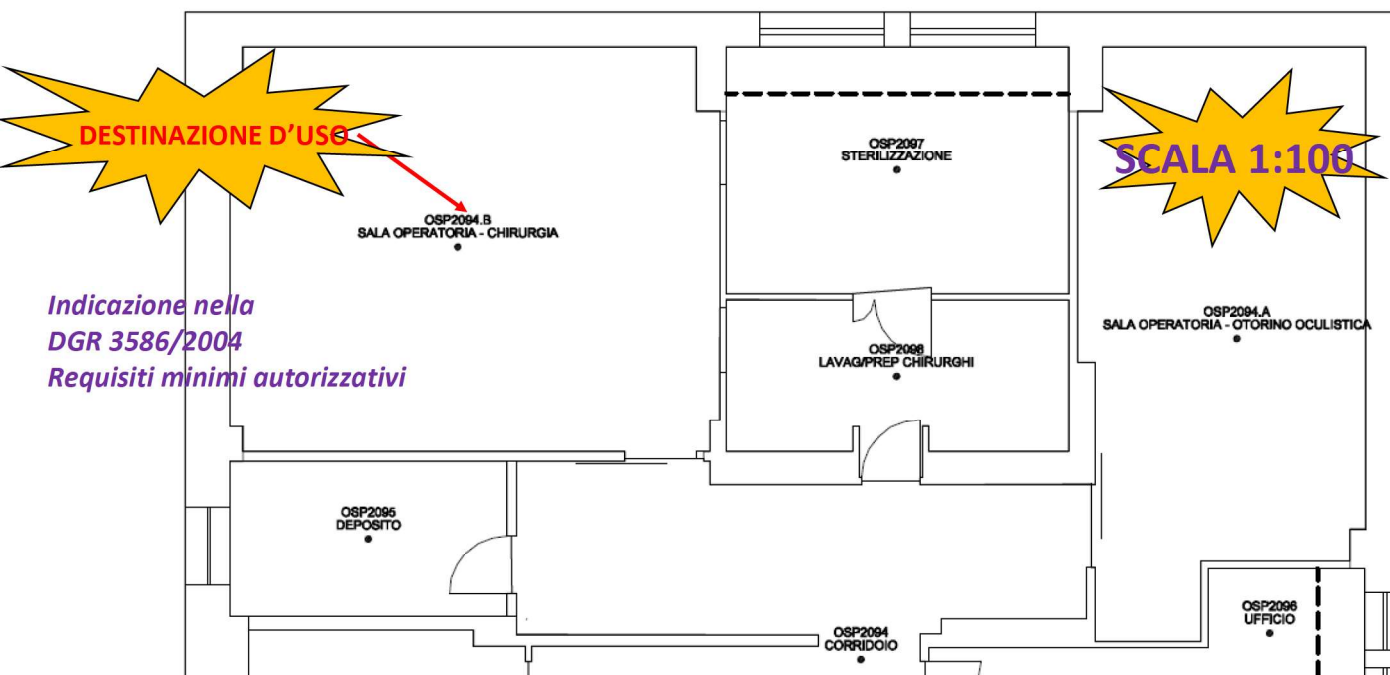 DESTINAZIONE D'USO
OSP2097
STERILIZZAZIONE
SCALA 1:100
OSP2094.B
SALA OPERATORIA - CHIRURGIA
Indicazione nella
DGR 3586/2004
Requisiti minimi autorizzativi
OSP2094.A
SALA OPERATORIA - OTORINO OCULISTICA
OSP2098
LAVAG/PREP CHIRURGHI
OSP2095
DEPOSITO
OSP2096
UFFICIO
OSP2094
CORRIDOIO